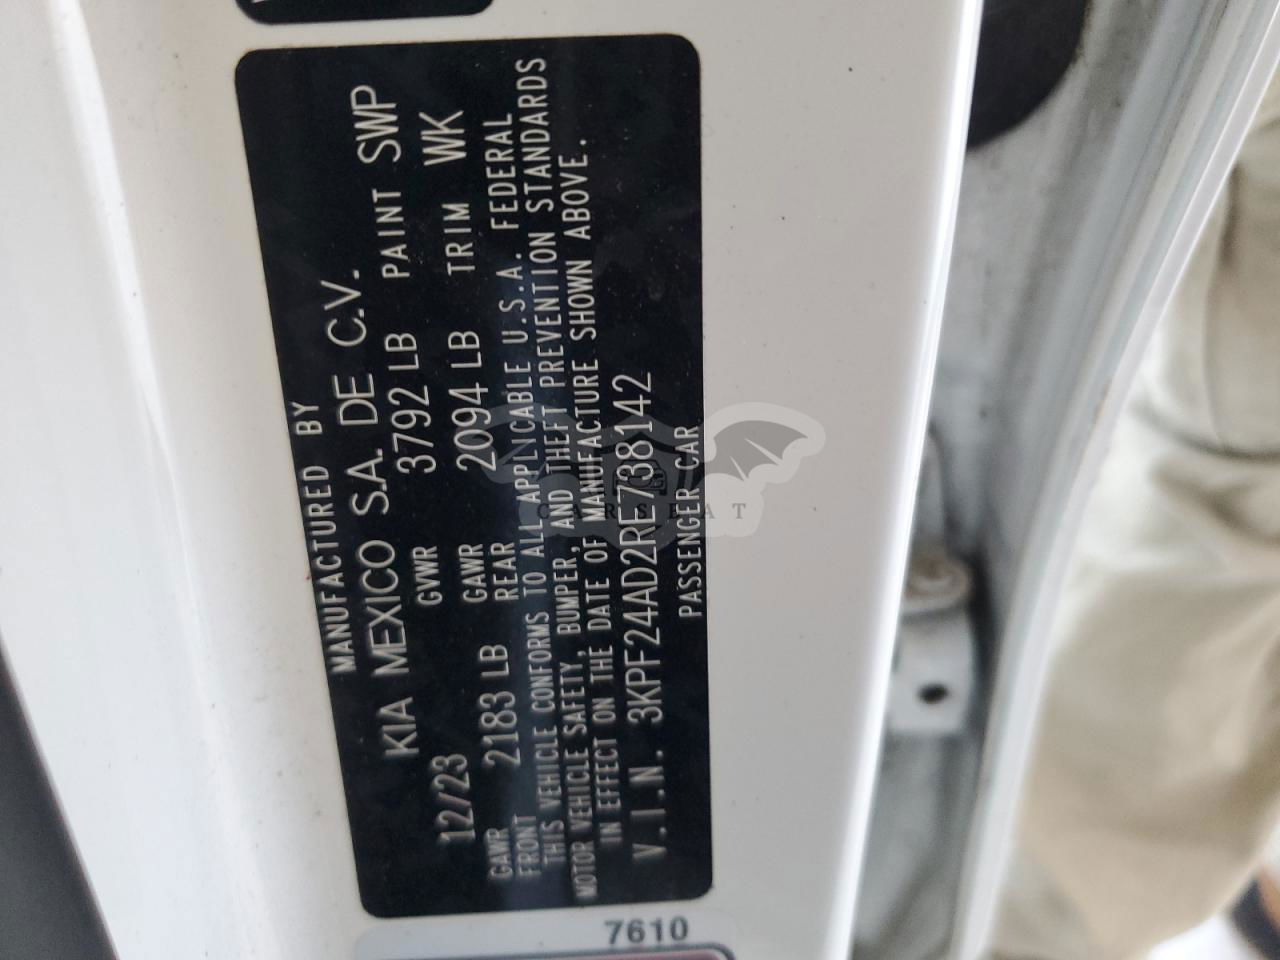 MANUFACTURED BY
KIA MEXICO S.A. DE C.V.
12/23 GVWR 3792 LB PAINT SWP
GAWR FRONT 2183 LB GAWR REAR 2094 LB TRIM WK
THIS VEHICLE CONFORMS TO ALL APPLICABLE U.S.A. FEDERAL
MOTOR VEHICLE SAFETY, BUMPER, AND THEFT PREVENTION STANDARDS
IN EFFECT ON THE DATE OF MANUFACTURE SHOWN ABOVE.
V.I.N. 3KPF24AD2RE738142
PASSENGER CAR
CARSEAT
7610